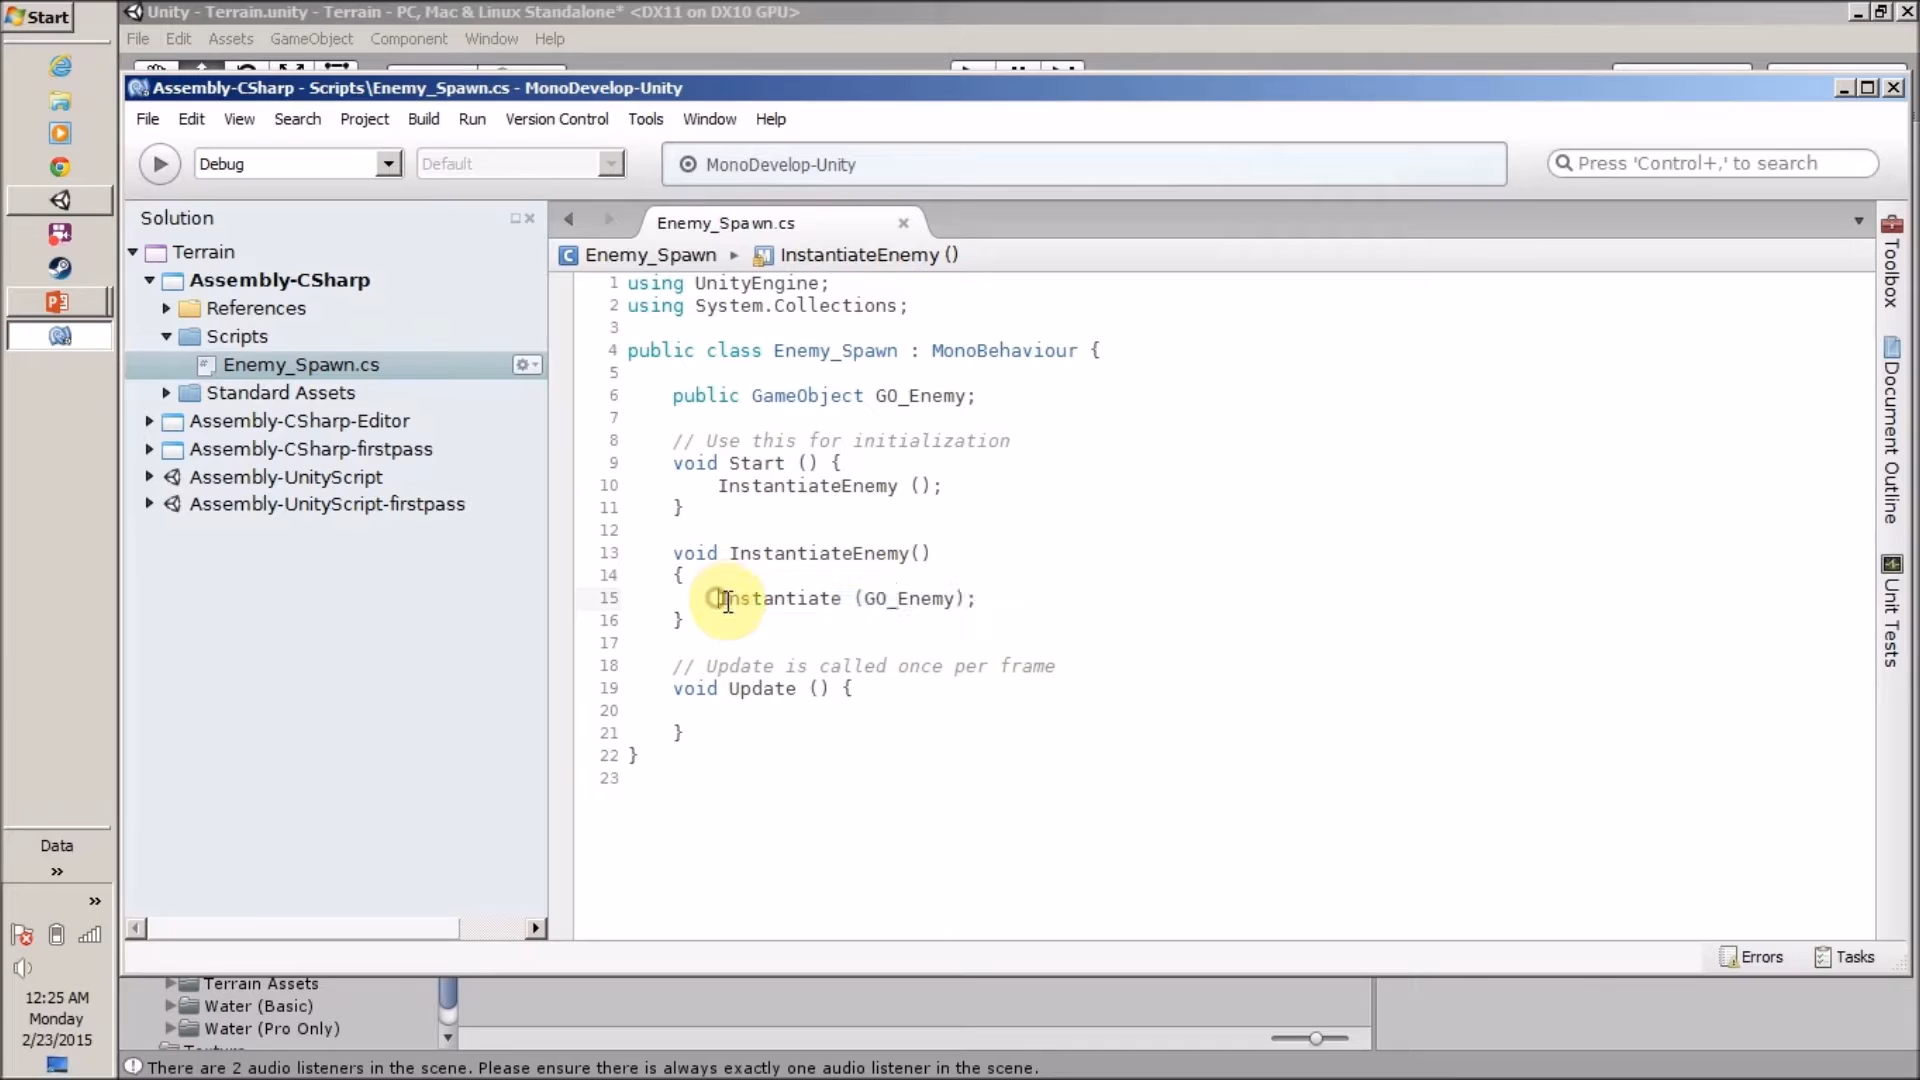 Start
Unity - Terrain.unity - Terrain - PC, Mac & Linux Standalone* <DX11 on DX10 GPU>
File Edit Assets GameObject Component Window Help
Assembly-CSharp - Scripts\Enemy_Spawn.cs - MonoDevelop-Unity
File Edit View Search Project Build Run Version Control Tools Window Help
Debug Default MonoDevelop-Unity Press 'Control+,' to search
Solution
Terrain
Assembly-CSharp
References
Scripts
Enemy_Spawn.cs
Standard Assets
Assembly-CSharp-Editor
Assembly-CSharp-firstpass
Assembly-UnityScript
Assembly-UnityScript-firstpass
Enemy_Spawn.cs
Enemy_Spawn InstantiateEnemy ()
1 using UnityEngine;
2 using System.Collections;
3
4 public class Enemy_Spawn : MonoBehaviour {
5
6 public GameObject GO_Enemy;
7
8 // Use this for initialization
9 void Start () {
10 InstantiateEnemy ();
11 }
12
13 void InstantiateEnemy()
14 {
15 Instantiate (GO_Enemy);
16 }
17
18 // Update is called once per frame
19 void Update () {
20
21 }
22 }
23
Toolbox
Document Outline
Unit Tests
Errors Tasks
Data
12:25 AM
Monday
2/23/2015
Terrain Assets
Water (Basic)
Water (Pro Only)
There are 2 audio listeners in the scene. Please ensure there is always exactly one audio listener in the scene.